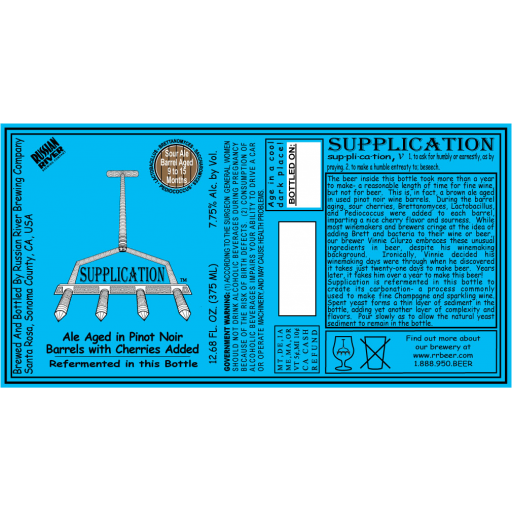 Brewed And Bottled By Russian River Brewing Company
Santa Rosa, Sonoma County, CA, USA
RUSSIAN
RIVER
Sour Ale
Barrel Aged
9 to 15
Months
SUPPLICATION
TM
Ale Aged in Pinot Noir
Barrels with Cherries Added
Refermented in this Bottle
12.68 FL. OZ. (375 ML) 7.75% Alc. by Vol.
GOVERNMENT WARNING: (1) ACCORDING TO THE SURGEON GENERAL, WOMEN
SHOULD NOT DRINK ALCOHOLIC BEVERAGES DURING PREGNANCY
BECAUSE OF THE RISK OF BIRTH DEFECTS. (2) CONSUMPTION OF
ALCOHOLIC BEVERAGES IMPAIRS YOUR ABILITY TO DRIVE A CAR
OR OPERATE MACHINERY AND MAY CAUSE HEALTH PROBLEMS.
Age in a cool
dark place!
BOTTLED ON:
MT, DE, IA
ME, MA, OR
VT 5¢, MI 10¢
CA CASH
REFUND
SUPPLICATION
sup·pli·ca·tion, V 1. to ask for humbly or earnestly, as by
praying. 2. to make a humble entreaty to; beseech.
The beer inside this bottle took more than a year
to make- a reasonable length of time for fine wine,
but not for beer. This is, in fact, a brown ale aged
in used pinot noir wine barrels. During the barrel
aging, sour cherries, Brettanomyces, Lactobacillus,
and Pediococcus were added to each barrel,
imparting a nice cherry flavor and sourness. While
most winemakers and brewers cringe at the idea of
adding Brett and bacteria to their wine or beer,
our brewer Vinnie Cilurzo embraces these unusual
ingredients in beer, despite his winemaking
background. Ironically, Vinnie decided his
winemaking days were through when he discovered
it takes just twenty-one days to make beer. Years
later, it takes him over a year to make this beer!
Supplication is refermented in this bottle to
create its carbonation- a process commonly
used to make fine Champagne and sparkling wine.
Spent yeast forms a thin layer of sediment in the
bottle, adding yet another layer of complexity and
flavors. Pour slowly as to allow the natural yeast
sediment to remain in the bottle.
Find out more about
our brewery at
www.rrbeer.com
1.888.950.BEER